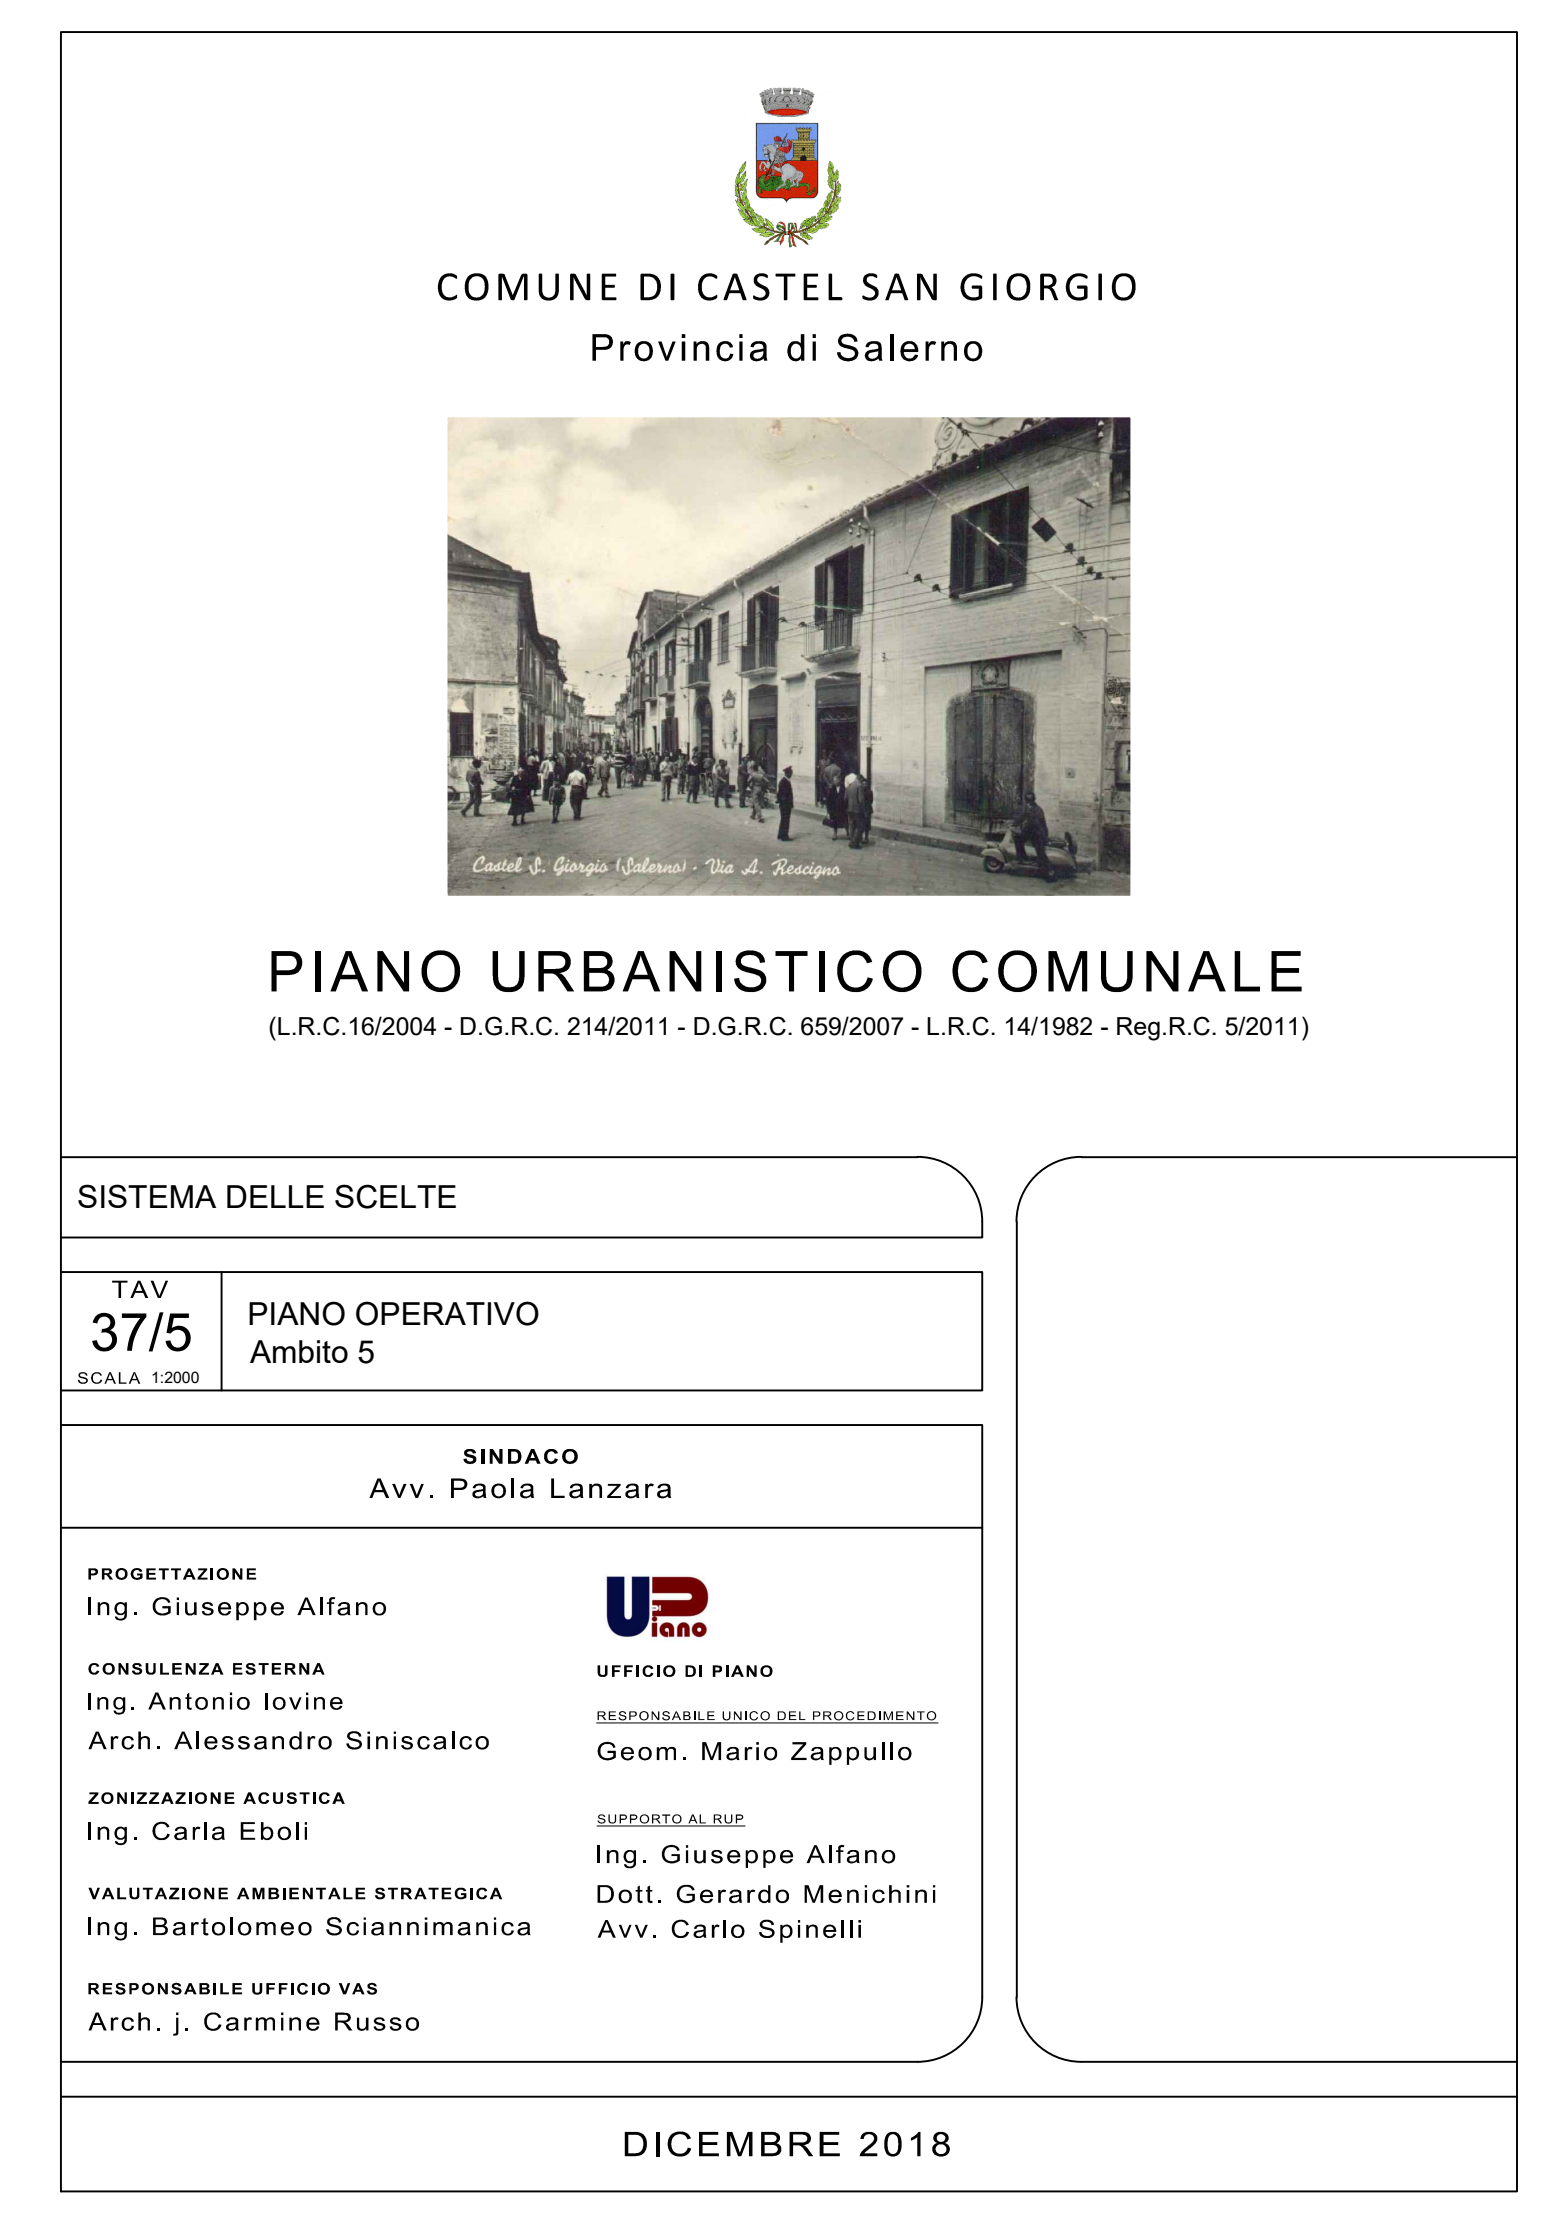 COMUNE DI CASTEL SAN GIORGIO
Provincia di Salerno
Castel S. Giorgio (Salerno) - Via A. Rescigno
PIANO URBANISTICO COMUNALE
(L.R.C.16/2004 - D.G.R.C. 214/2011 - D.G.R.C. 659/2007 - L.R.C. 14/1982 - Reg.R.C. 5/2011)
SISTEMA DELLE SCELTE
TAV
37/5
SCALA 1:2000
PIANO OPERATIVO
Ambito 5
SINDACO
Avv. Paola Lanzara
PROGETTAZIONE
Ing. Giuseppe Alfano
CONSULENZA ESTERNA
Ing. Antonio Iovine
Arch. Alessandro Siniscalco
ZONIZZAZIONE ACUSTICA
Ing. Carla Eboli
VALUTAZIONE AMBIENTALE STRATEGICA
Ing. Bartolomeo Sciannimanica
RESPONSABILE UFFICIO VAS
Arch. j. Carmine Russo
U DI Piano
UFFICIO DI PIANO
RESPONSABILE UNICO DEL PROCEDIMENTO
Geom. Mario Zappullo
SUPPORTO AL RUP
Ing. Giuseppe Alfano
Dott. Gerardo Menichini
Avv. Carlo Spinelli
DICEMBRE 2018